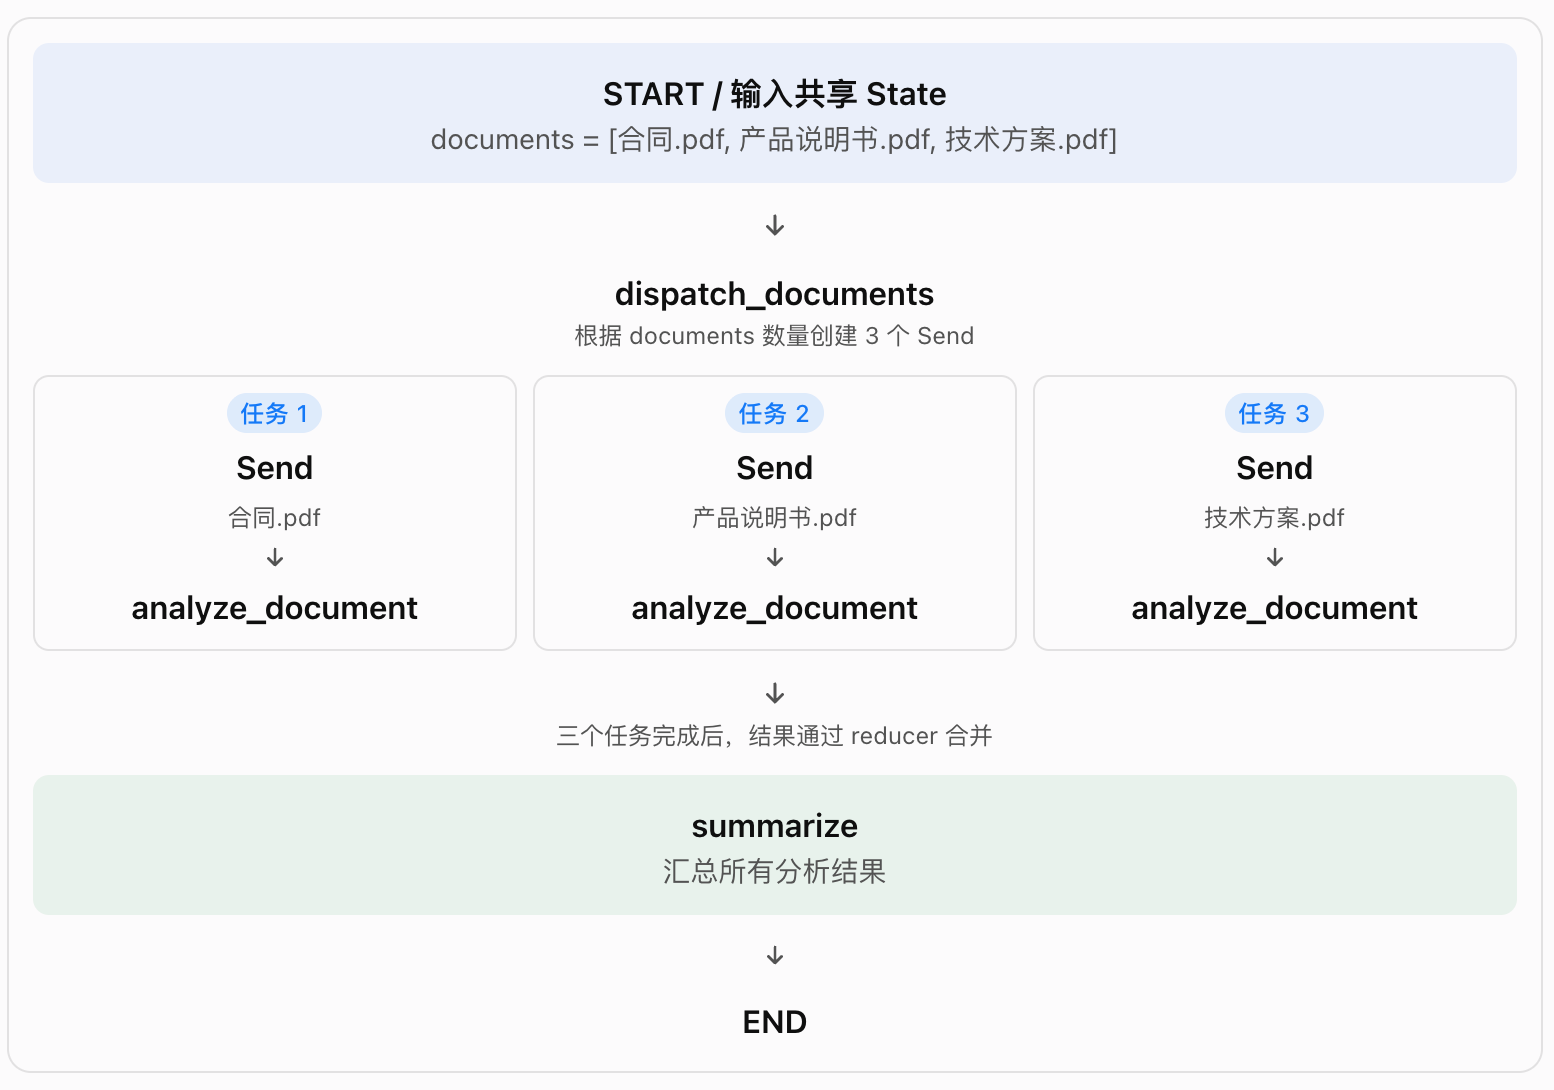 START / 输入共享 State
documents = [合同.pdf, 产品说明书.pdf, 技术方案.pdf]
↓
dispatch_documents
根据 documents 数量创建 3 个 Send
任务 1
Send
合同.pdf
↓
analyze_document
任务 2
Send
产品说明书.pdf
↓
analyze_document
任务 3
Send
技术方案.pdf
↓
analyze_document
↓
三个任务完成后，结果通过 reducer 合并
summarize
汇总所有分析结果
↓
END